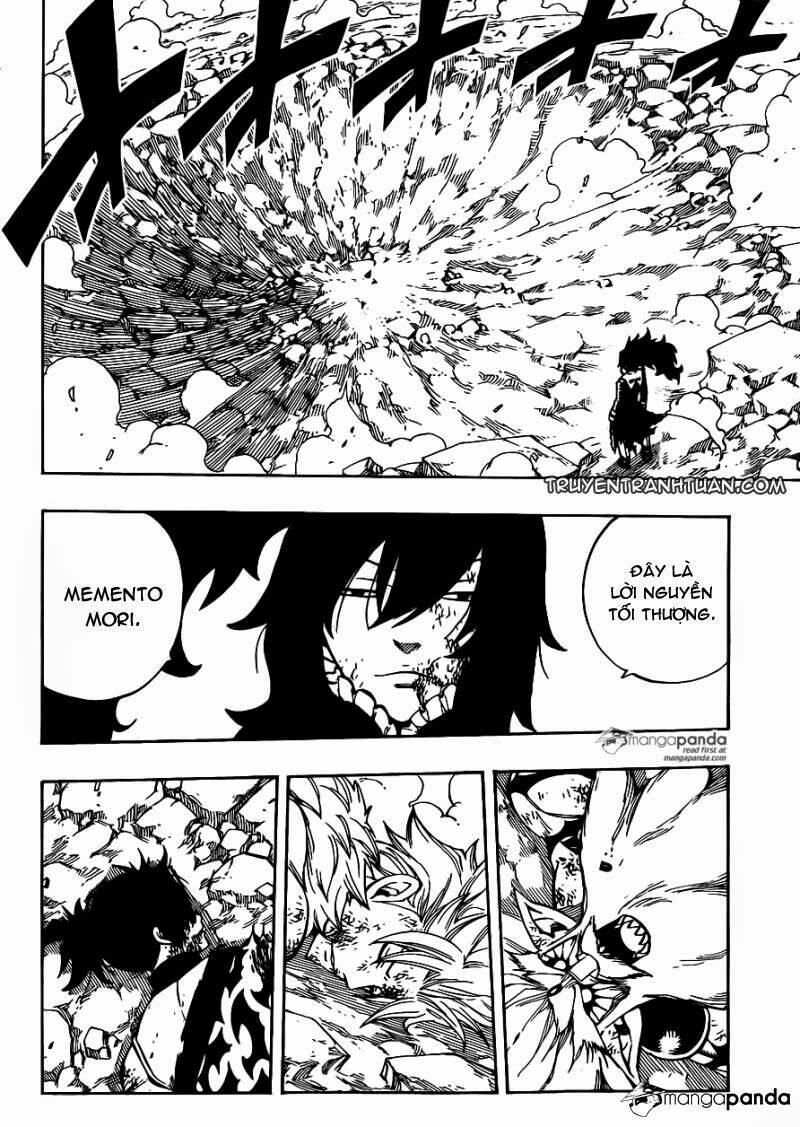 TRUYENTRANHTUAN.COM
MEMENTO
MORI.
ĐÂY LÀ
LỜI NGUYỀN
TỐI THƯỢNG.
mangapanda
read first at
mangapanda.com
mangapanda